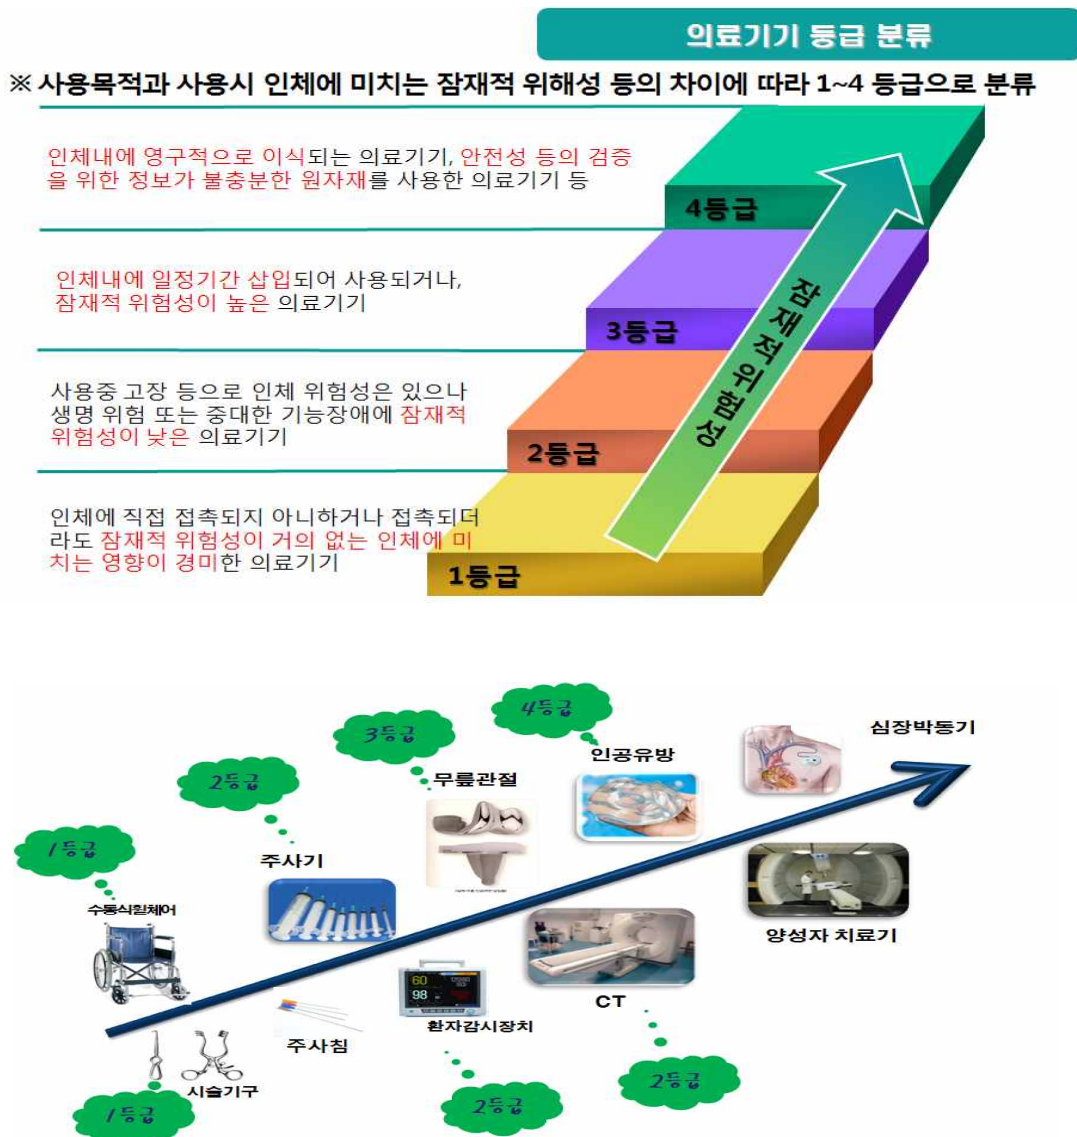 의료기기 등급 분류
※ 사용목적과 사용시 인체에 미치는 잠재적 위해성 등의 차이에 따라 1~4 등급으로 분류
인체내에 영구적으로 이식되는 의료기기, 안전성 등의 검증
을 위한 정보가 불충분한 원자재를 사용한 의료기기 등
4등급
인체내에 일정기간 삽입되어 사용되거나,
잠재적 위험성이 높은 의료기기
3등급
사용중 고장 등으로 인체 위험성은 있으나
생명 위험 또는 중대한 기능장애에 잠재적
위험성이 낮은 의료기기
2등급
인체에 직접 접촉되지 아니하거나 접촉되더
라도 잠재적 위험성이 거의 없는 인체에 미
치는 영향이 경미한 의료기기
1등급
잠재적위험성
4등급
3등급
심장박동기
인공유방
2등급
무릎관절
1등급
주사기
수동식휠체어
양성자 치료기
60
98
CT
환자감시장치
주사침
시술기구
2등급
2등급
1등급